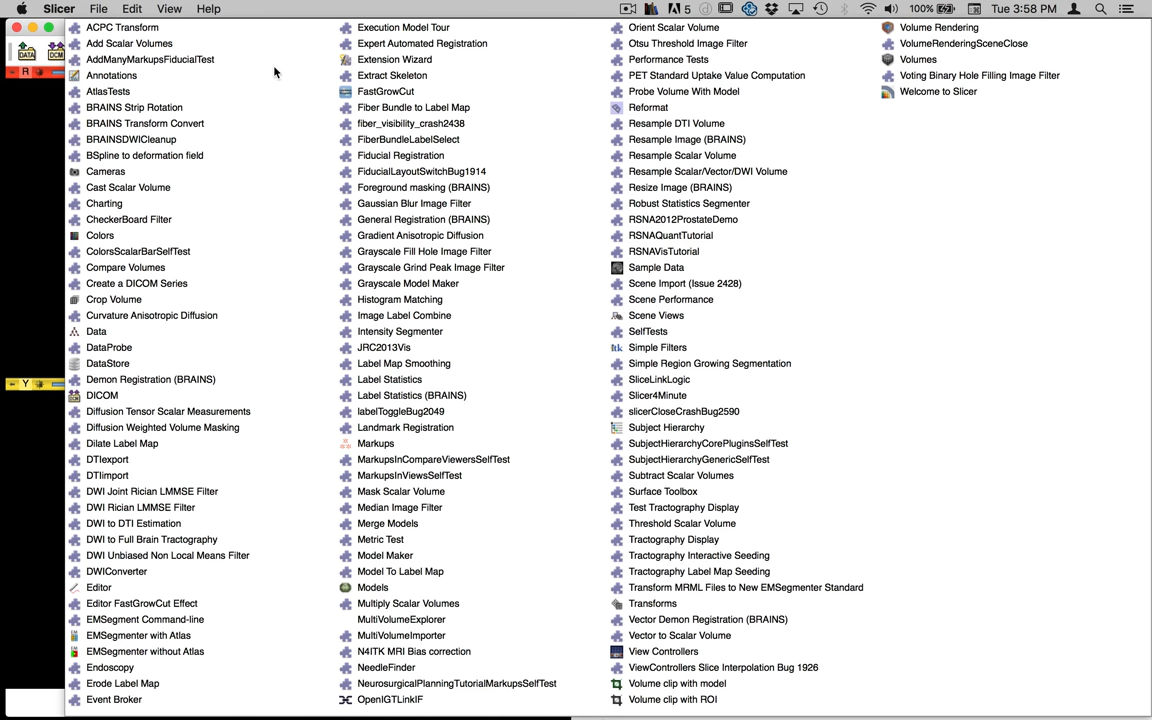 Slicer File Edit View Help 5 100% Tue 3:58 PM
ACPC Transform
Add Scalar Volumes
AddManyMarkupsFiducialTest
Annotations
AtlasTests
BRAINS Strip Rotation
BRAINS Transform Convert
BRAINSDWICleanup
BSpline to deformation field
Cameras
Cast Scalar Volume
Charting
CheckerBoard Filter
Colors
ColorsScalarBarSelfTest
Compare Volumes
Create a DICOM Series
Crop Volume
Curvature Anisotropic Diffusion
Data
DataProbe
DataStore
Demon Registration (BRAINS)
DICOM
Diffusion Tensor Scalar Measurements
Diffusion Weighted Volume Masking
Dilate Label Map
DTIexport
DTIimport
DWI Joint Rician LMMSE Filter
DWI Rician LMMSE Filter
DWI to DTI Estimation
DWI to Full Brain Tractography
DWI Unbiased Non Local Means Filter
DWIConverter
Editor
Editor FastGrowCut Effect
EMSegment Command-line
EMSegmenter with Atlas
EMSegmenter without Atlas
Endoscopy
Erode Label Map
Event Broker
Execution Model Tour
Expert Automated Registration
Extension Wizard
Extract Skeleton
FastGrowCut
Fiber Bundle to Label Map
fiber_visibility_crash2438
FiberBundleLabelSelect
Fiducial Registration
FiducialLayoutSwitchBug1914
Foreground masking (BRAINS)
Gaussian Blur Image Filter
General Registration (BRAINS)
Gradient Anisotropic Diffusion
Grayscale Fill Hole Image Filter
Grayscale Grind Peak Image Filter
Grayscale Model Maker
Histogram Matching
Image Label Combine
Intensity Segmenter
JRC2013Vis
Label Map Smoothing
Label Statistics
Label Statistics (BRAINS)
labelToggleBug2049
Landmark Registration
Markups
MarkupsInCompareViewersSelfTest
MarkupsInViewsSelfTest
Mask Scalar Volume
Median Image Filter
Merge Models
Metric Test
Model Maker
Model To Label Map
Models
Multiply Scalar Volumes
MultiVolumeExplorer
MultiVolumeImporter
N4ITK MRI Bias correction
NeedleFinder
NeurosurgicalPlanningTutorialMarkupsSelfTest
OpenIGTLinkIF
Orient Scalar Volume
Otsu Threshold Image Filter
Performance Tests
PET Standard Uptake Value Computation
Probe Volume With Model
Reformat
Resample DTI Volume
Resample Image (BRAINS)
Resample Scalar Volume
Resample Scalar/Vector/DWI Volume
Resize Image (BRAINS)
Robust Statistics Segmenter
RSNA2012ProstateDemo
RSNAQuantTutorial
RSNAVisTutorial
Sample Data
Scene Import (Issue 2428)
Scene Performance
Scene Views
SelfTests
itk Simple Filters
Simple Region Growing Segmentation
SliceLinkLogic
Slicer4Minute
slicerCloseCrashBug2590
Subject Hierarchy
SubjectHierarchyCorePluginsSelfTest
SubjectHierarchyGenericSelfTest
Subtract Scalar Volumes
Surface Toolbox
Test Tractography Display
Threshold Scalar Volume
Tractography Display
Tractography Interactive Seeding
Tractography Label Map Seeding
Transform MRML Files to New EMSegmenter Standard
Transforms
Vector Demon Registration (BRAINS)
Vector to Scalar Volume
View Controllers
ViewControllers Slice Interpolation Bug 1926
Volume clip with model
Volume clip with ROI
Volume Rendering
VolumeRenderingSceneClose
Volumes
Voting Binary Hole Filling Image Filter
Welcome to Slicer
DATA DCM
R
Y